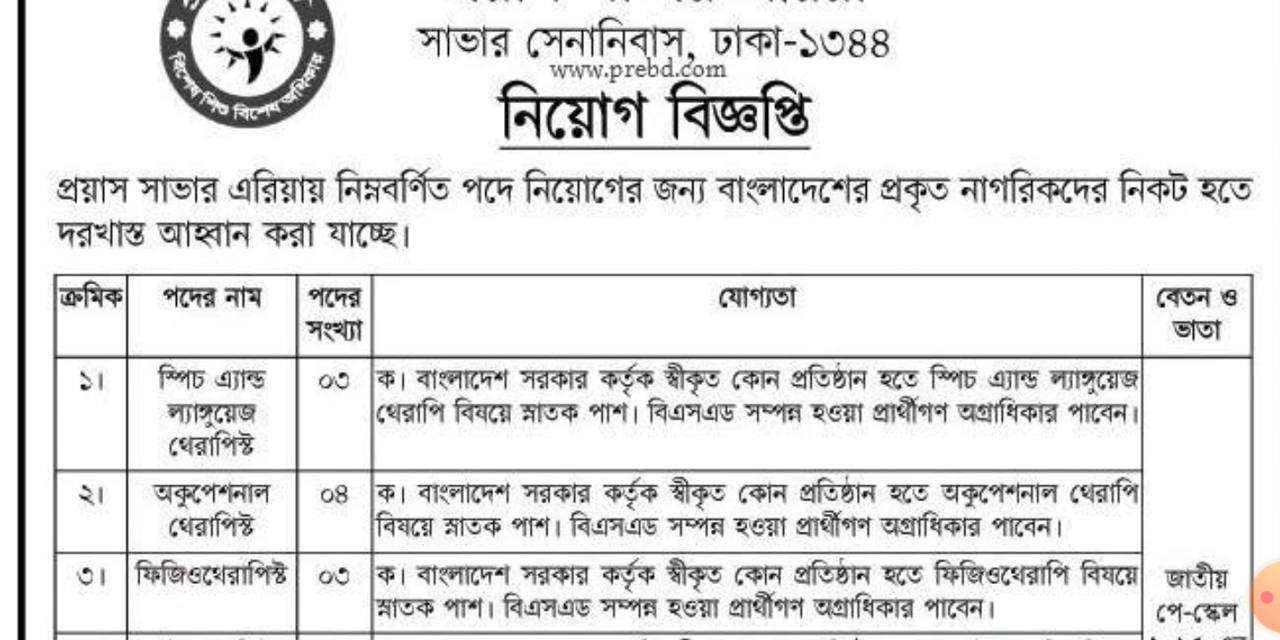 বিশেষ শিশু বিশেষ অধিকার
সাভার সেনানিবাস, ঢাকা-১৩৪৪
www.prebd.com
নিয়োগ বিজ্ঞপ্তি
প্রয়াস সাভার এরিয়ায় নিম্নবর্ণিত পদে নিয়োগের জন্য বাংলাদেশের প্রকৃত নাগরিকদের নিকট হতে
দরখাস্ত আহ্বান করা যাচ্ছে।
ক্রমিক পদের নাম পদের সংখ্যা যোগ্যতা বেতন ও ভাতা
১। স্পিচ এ্যান্ড ০৩ ক। বাংলাদেশ সরকার কর্তৃক স্বীকৃত কোন প্রতিষ্ঠান হতে স্পিচ এ্যান্ড ল্যাঙ্গুয়েজ
ল্যাঙ্গুয়েজ থেরাপি বিষয়ে স্নাতক পাশ। বিএসএড সম্পন্ন হওয়া প্রার্থীগণ অগ্রাধিকার পাবেন।
থেরাপিস্ট
২। অকুপেশনাল ০৪ ক। বাংলাদেশ সরকার কর্তৃক স্বীকৃত কোন প্রতিষ্ঠান হতে অকুপেশনাল থেরাপি
থেরাপিস্ট বিষয়ে স্নাতক পাশ। বিএসএড সম্পন্ন হওয়া প্রার্থীগণ অগ্রাধিকার পাবেন।
৩। ফিজিওথেরাপিস্ট ০৩ ক। বাংলাদেশ সরকার কর্তৃক স্বীকৃত কোন প্রতিষ্ঠান হতে ফিজিওথেরাপি বিষয়ে জাতীয়
স্নাতক পাশ। বিএসএড সম্পন্ন হওয়া প্রার্থীগণ অগ্রাধিকার পাবেন। পে-স্কেল